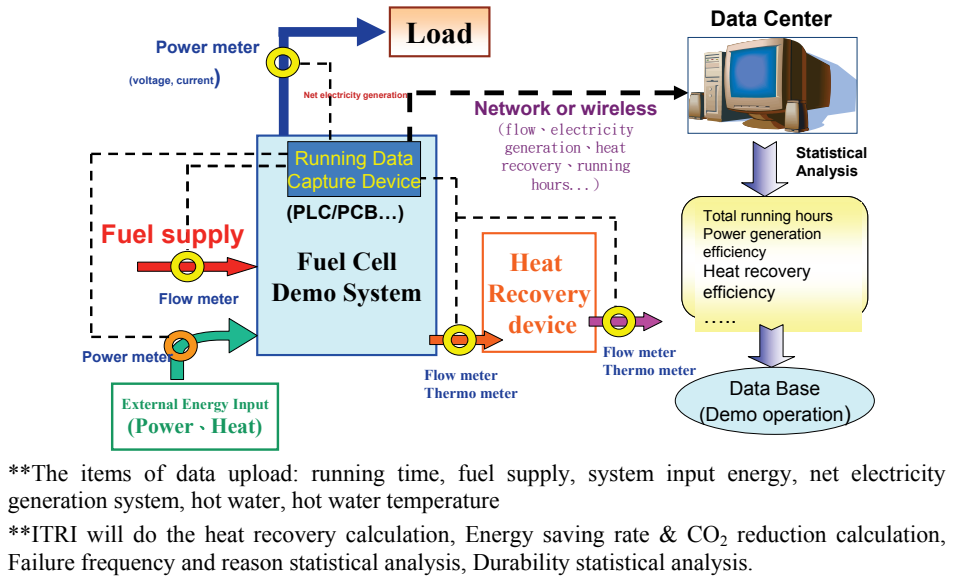 Load
Data Center
Power meter
(voltage, current)
Net electricity generation
Network or wireless
(flow、electricity
generation、heat
recovery、running
hours...)
Statistical
Analysis
Running Data
Capture Device
(PLC/PCB…)
Fuel supply
Flow meter
Fuel Cell
Demo System
Heat
Recovery
device
Total running hours
Power generation
efficiency
Heat recovery
efficiency
…..
Power meter
Flow meter
Thermo meter
Flow meter
Thermo meter
External Energy Input
(Power、Heat)
Data Base
(Demo operation)
**The items of data upload: running time, fuel supply, system input energy, net electricity
generation system, hot water, hot water temperature
**ITRI will do the heat recovery calculation, Energy saving rate & CO₂ reduction calculation,
Failure frequency and reason statistical analysis, Durability statistical analysis.